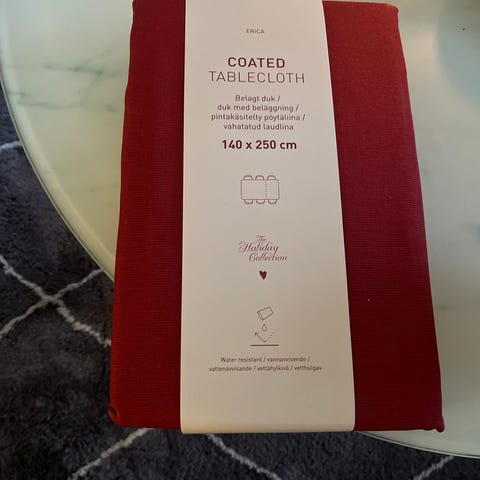 ERICA
COATED
TABLECLOTH
Belagt duk /
duk med beläggning /
pintakäsitelty pöytäliina /
vahatatud laudlina
140 x 250 cm
The
Holiday
Collection
Water resistant / vannavvisende /
vattenavvisande / vettähylkivä / vetthülgav